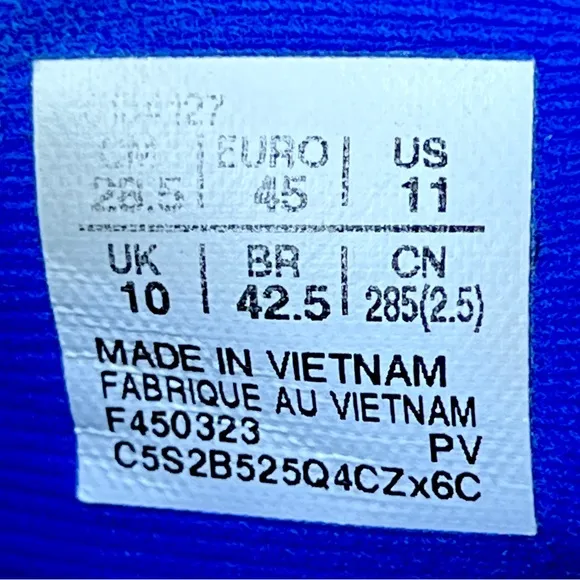 CM | EURO | US
28.5 | 45 | 11
UK | BR | CN
10 | 42.5 | 285(2.5)
MADE IN VIETNAM
FABRIQUE AU VIETNAM
F450323 PV
C5S2B525Q4CZx6C